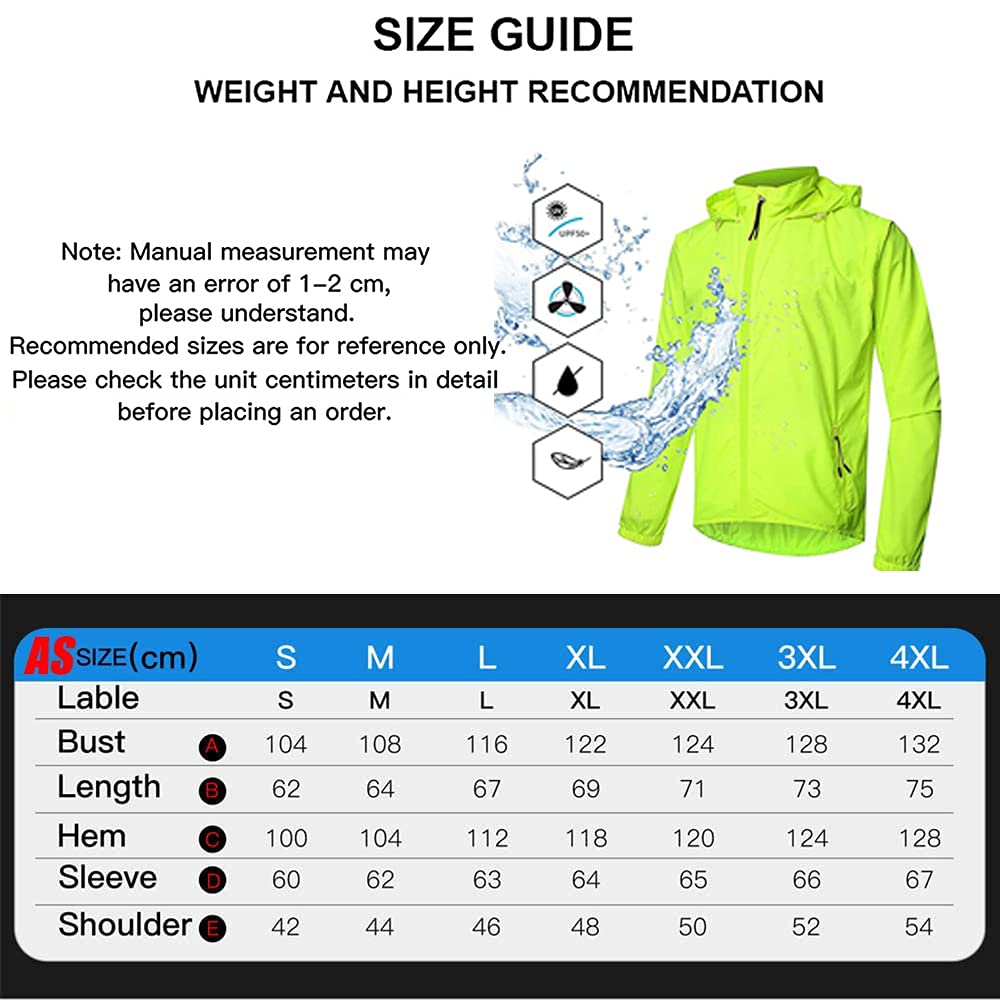 SIZE GUIDE
WEIGHT AND HEIGHT RECOMMENDATION
Note: Manual measurement may
have an error of 1-2 cm,
please understand.
Recommended sizes are for reference only.
Please check the unit centimeters in detail
before placing an order.
UV
UPF50+
AS SIZE(cm) S M L XL XXL 3XL 4XL
Lable S M L XL XXL 3XL 4XL
Bust A 104 108 116 122 124 128 132
Length B 62 64 67 69 71 73 75
Hem C 100 104 112 118 120 124 128
Sleeve D 60 62 63 64 65 66 67
Shoulder E 42 44 46 48 50 52 54